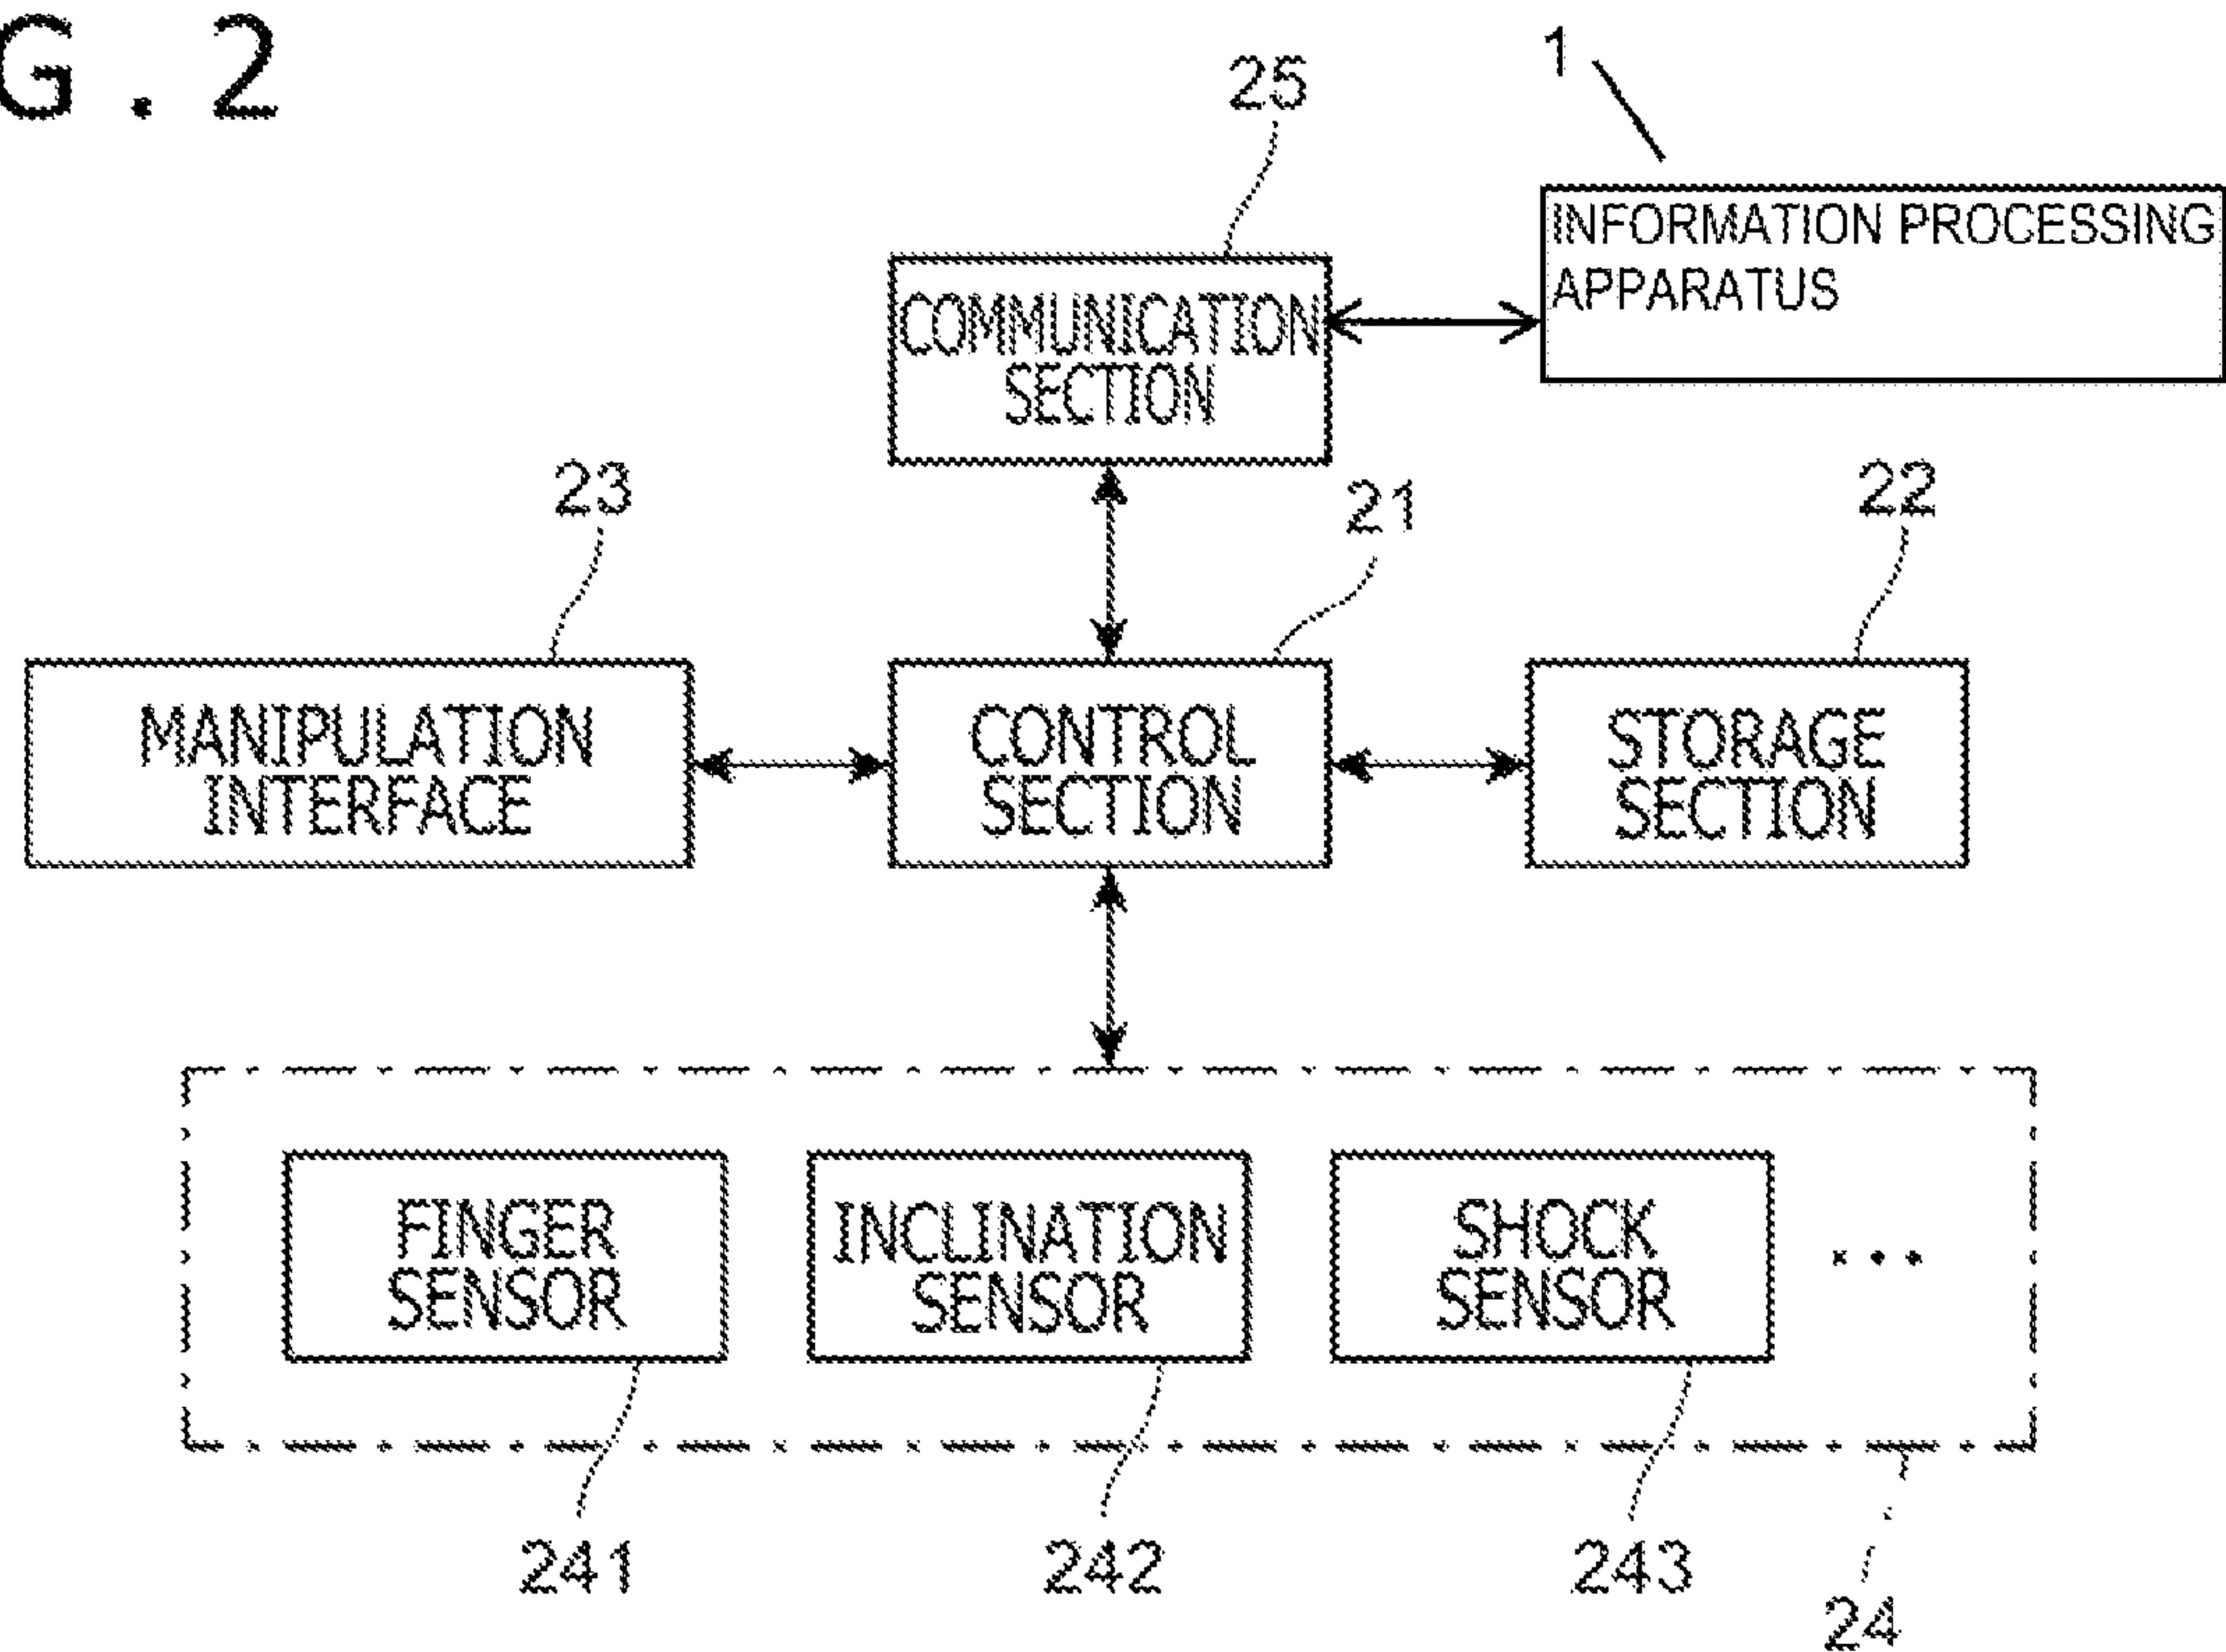 G.2
25
1
INFORMATION PROCESSING
APPARATUS
COMMUNICATION
SECTION
23
21
22
MANIPULATION
INTERFACE
CONTROL
SECTION
STORAGE
SECTION
FINGER
SENSOR
INCLINATION
SENSOR
SHOCK
SENSOR
...
241
242
243
24